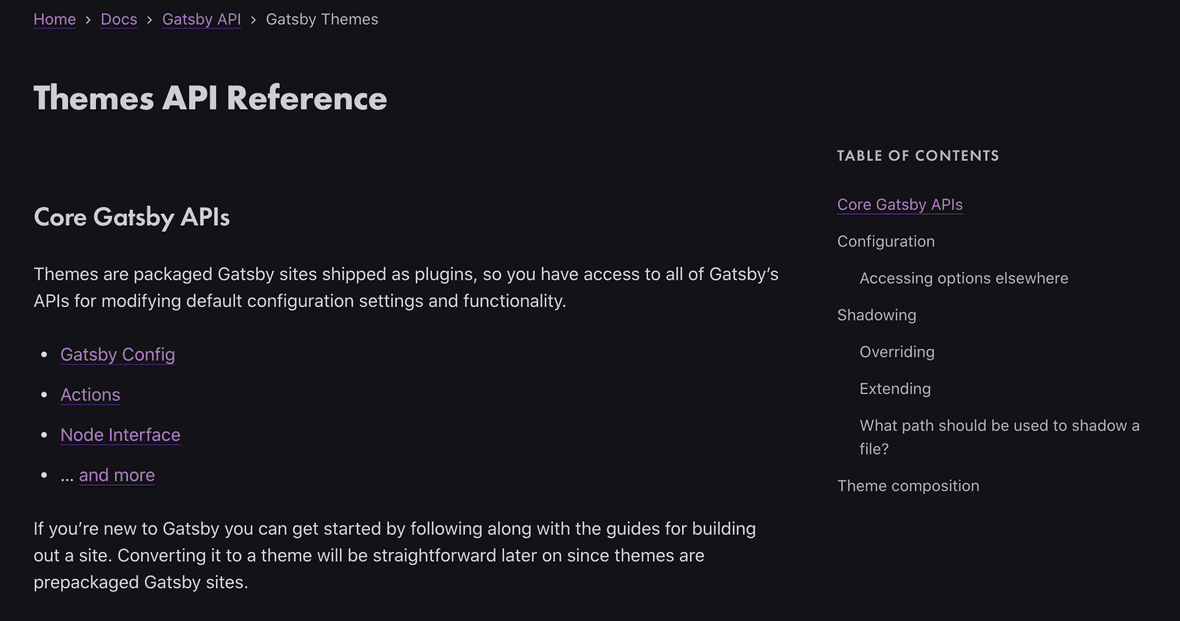 Home › Docs › Gatsby API › Gatsby Themes
Themes API Reference
Core Gatsby APIs
Themes are packaged Gatsby sites shipped as plugins, so you have access to all of Gatsby’s
APIs for modifying default configuration settings and functionality.
• Gatsby Config
• Actions
• Node Interface
• ... and more
If you’re new to Gatsby you can get started by following along with the guides for building
out a site. Converting it to a theme will be straightforward later on since themes are
prepackaged Gatsby sites.
TABLE OF CONTENTS
Core Gatsby APIs
Configuration
Accessing options elsewhere
Shadowing
Overriding
Extending
What path should be used to shadow a
file?
Theme composition